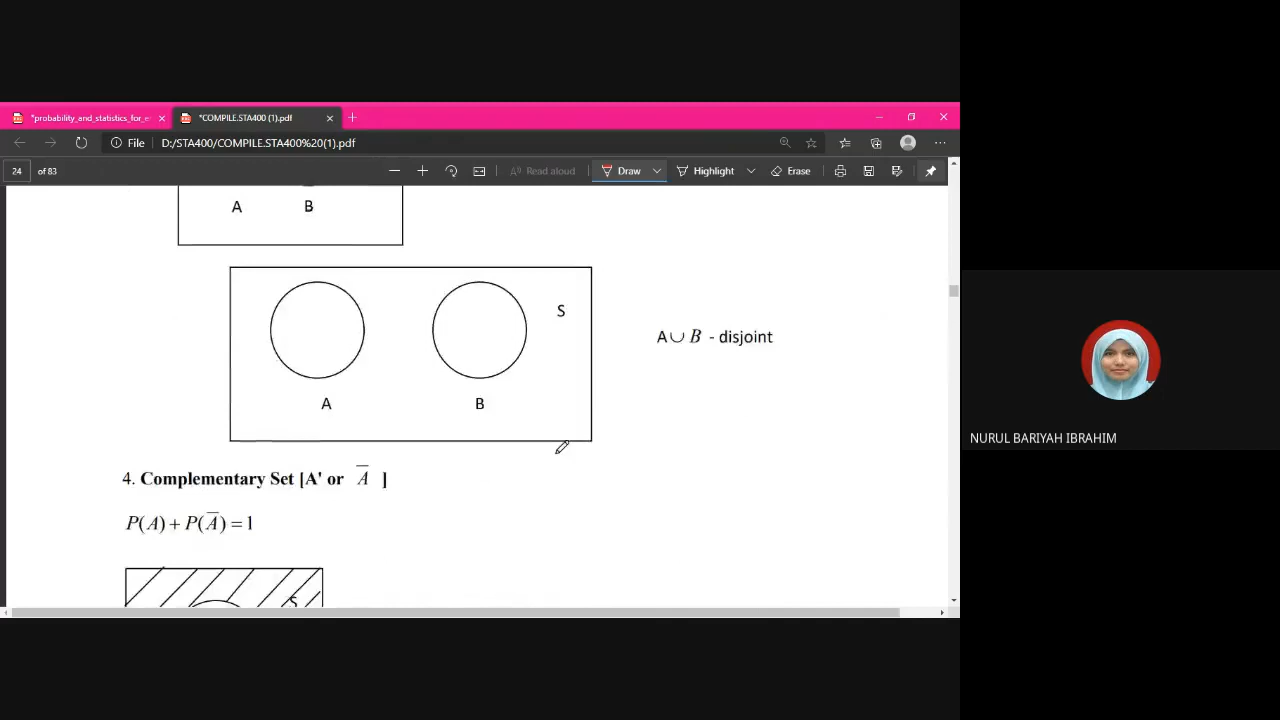 *probability_and_statistics_for_e
*COMPILE.STA400 (1).pdf
File D:/STA400/COMPILE.STA400%20(1).pdf
24 of 83
Read aloud Draw Highlight Erase
A B
S
A ∪ B - disjoint
A B
NURUL BARIYAH IBRAHIM
4. Complementary Set [A' or A̅ ]
P(A) + P(A̅) = 1
S